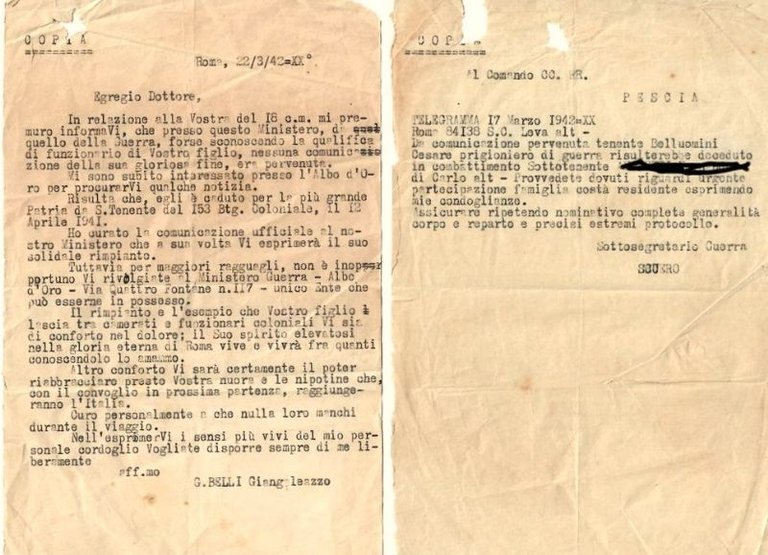 COPIA
Roma, 22/3/42=XX°
Egregio Dottore,
In relazione alla Vostra del 18 c.m. mi pre-
muro informaVi, che presso questo Ministero, da
quello della Guerra, forse sconoscendo la qualifica
di funzionario di Vostro figlio, nessuna comunica
zione della sua gloriosa fine, era pervenuta.
Mi sono subito interessato presso l'Albo d'O-
ro per procurarVi qualche notizia.
Risulta che, egli è caduto per la più grande
Patria da S.Tenente del 153 Btg. Coloniale, il 12
Aprile 1941.
Ho curato la comunicazione ufficiale al no-
stro Ministero che a sua volta Vi esprimerà il suo
solidale rimpianto.
Tuttavia per maggiori ragguagli, non è inop
portuno Vi rivolgiate al Ministero Guerra - Albo
d'Oro - Via Quattro Fontane n.117 - unico Ente che
può esserne in possesso.
Il rimpianto e l'esempio che Vostro figlio
lascia tra camerati e funzionari coloniali Vi sia
di conforto nel dolore; il Suo spirito elevatosi
nella gloria eterna di Roma vive e vivrà fra quanti
conoscendolo lo amammo.
Altro conforto Vi sarà certamente il poter
riabbracciare presto Vostra nuora e le nipotine che,
con il convoglio in prossima partenza, raggiunge-
ranno l'Italia.
Curo personalmente a che nulla loro manchi
durante il viaggio.
Nell'esprimerVi i sensi più vivi del mio per-
sonale cordoglio Vogliate disporre sempre di me li-
beramente
aff.mo
G.BELLI Giangaleazzo
COPIA
Al Comando CC. RR.
PESCIA
TELEGRAMMA 17 Marzo 1942=XX
Roma 84138 S.C. Leva alt -
Da comunicazione pervenuta tenente Belluomini
Cesare prigioniero di guerra risulterebbe deceduto
in combattimento Sottotenente
di Carlo alt - Provvedete dovuti riguardi urgente
partecipazione famiglia costà residente esprimendo
mie condoglianze.
Assicurare ripetendo nominativo complete generalità
corpo e reparto e precisi estremi protocollo.
Sottosegretario Guerra
SCUERO